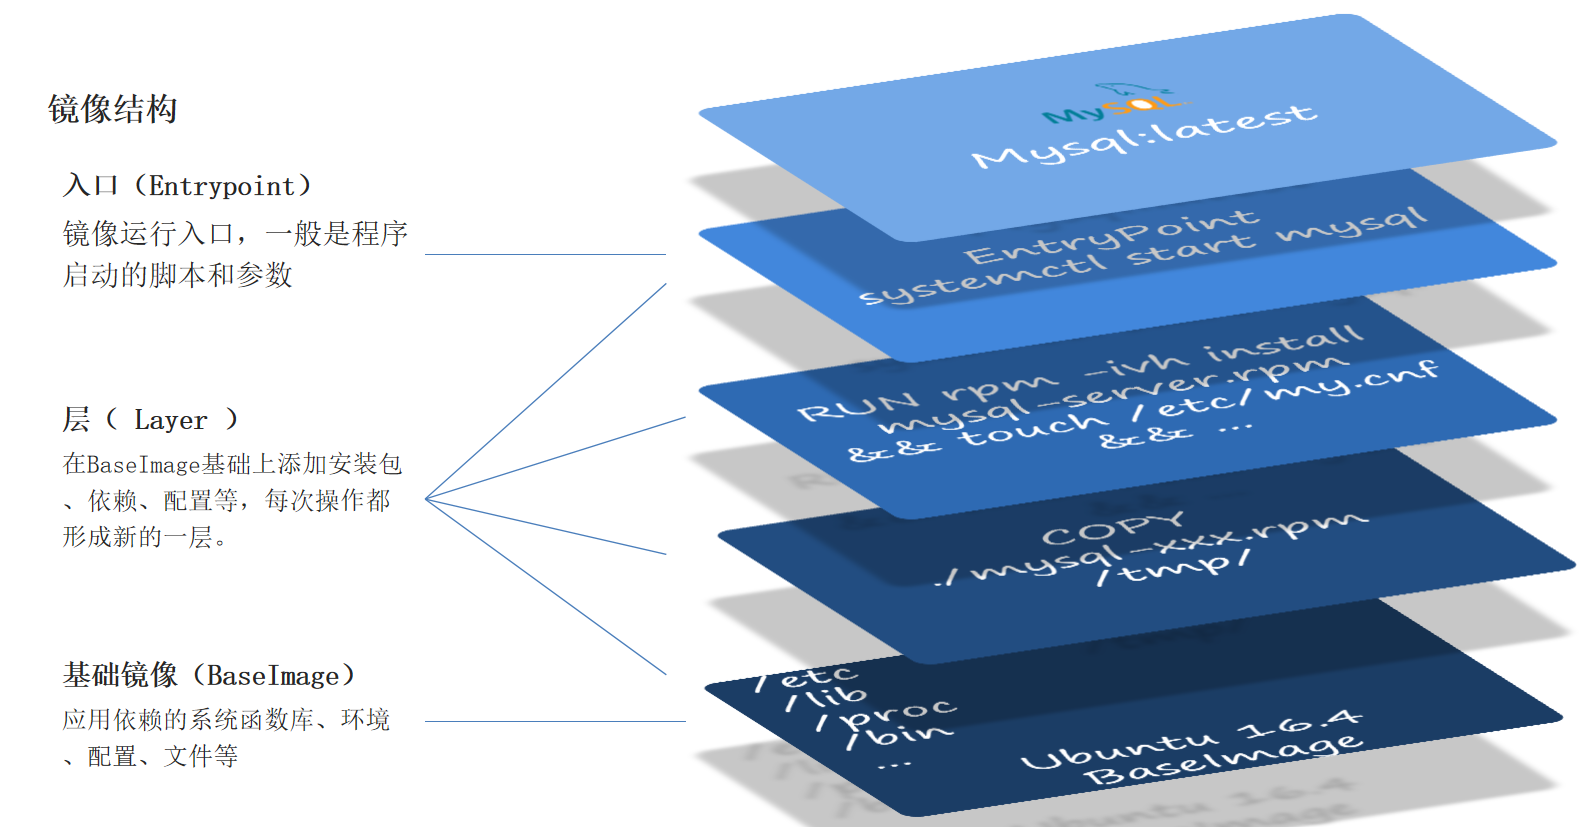 镜像结构
入口（Entrypoint）
镜像运行入口，一般是程序
启动的脚本和参数
层（ Layer ）
在BaseImage基础上添加安装包
、依赖、配置等，每次操作都
形成新的一层。
基础镜像（BaseImage）
应用依赖的系统函数库、环境
、配置、文件等
MySQL
Mysql:latest
EntryPoint
systemctl start mysql
RUN rpm -ivh install
mysql-server.rpm
&& touch /etc/my.cnf
&& ...
COPY
./mysql-xxx.rpm
/tmp/
/etc
/lib
/proc
/bin
...
Ubuntu 16.4
BaseImage